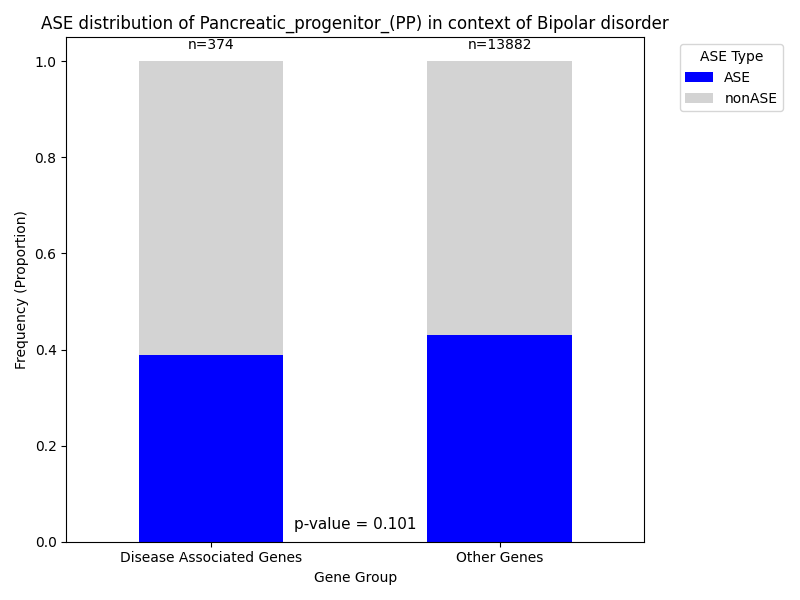 ASE distribution of Pancreatic_progenitor_(PP) in context of Bipolar disorder
n=374
n=13882
ASE Type
ASE
nonASE
1.0
0.8
0.6
0.4
0.2
0.0
Frequency (Proportion)
p-value = 0.101
Disease Associated Genes
Other Genes
Gene Group